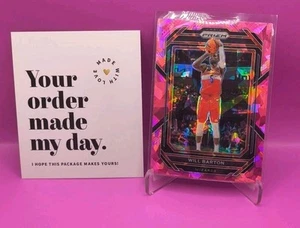 MADE WITH LOVE
Your
order
made
my day.
I HOPE THIS PACKAGE MAKES YOURS!
PRIZM
WILL BARTON